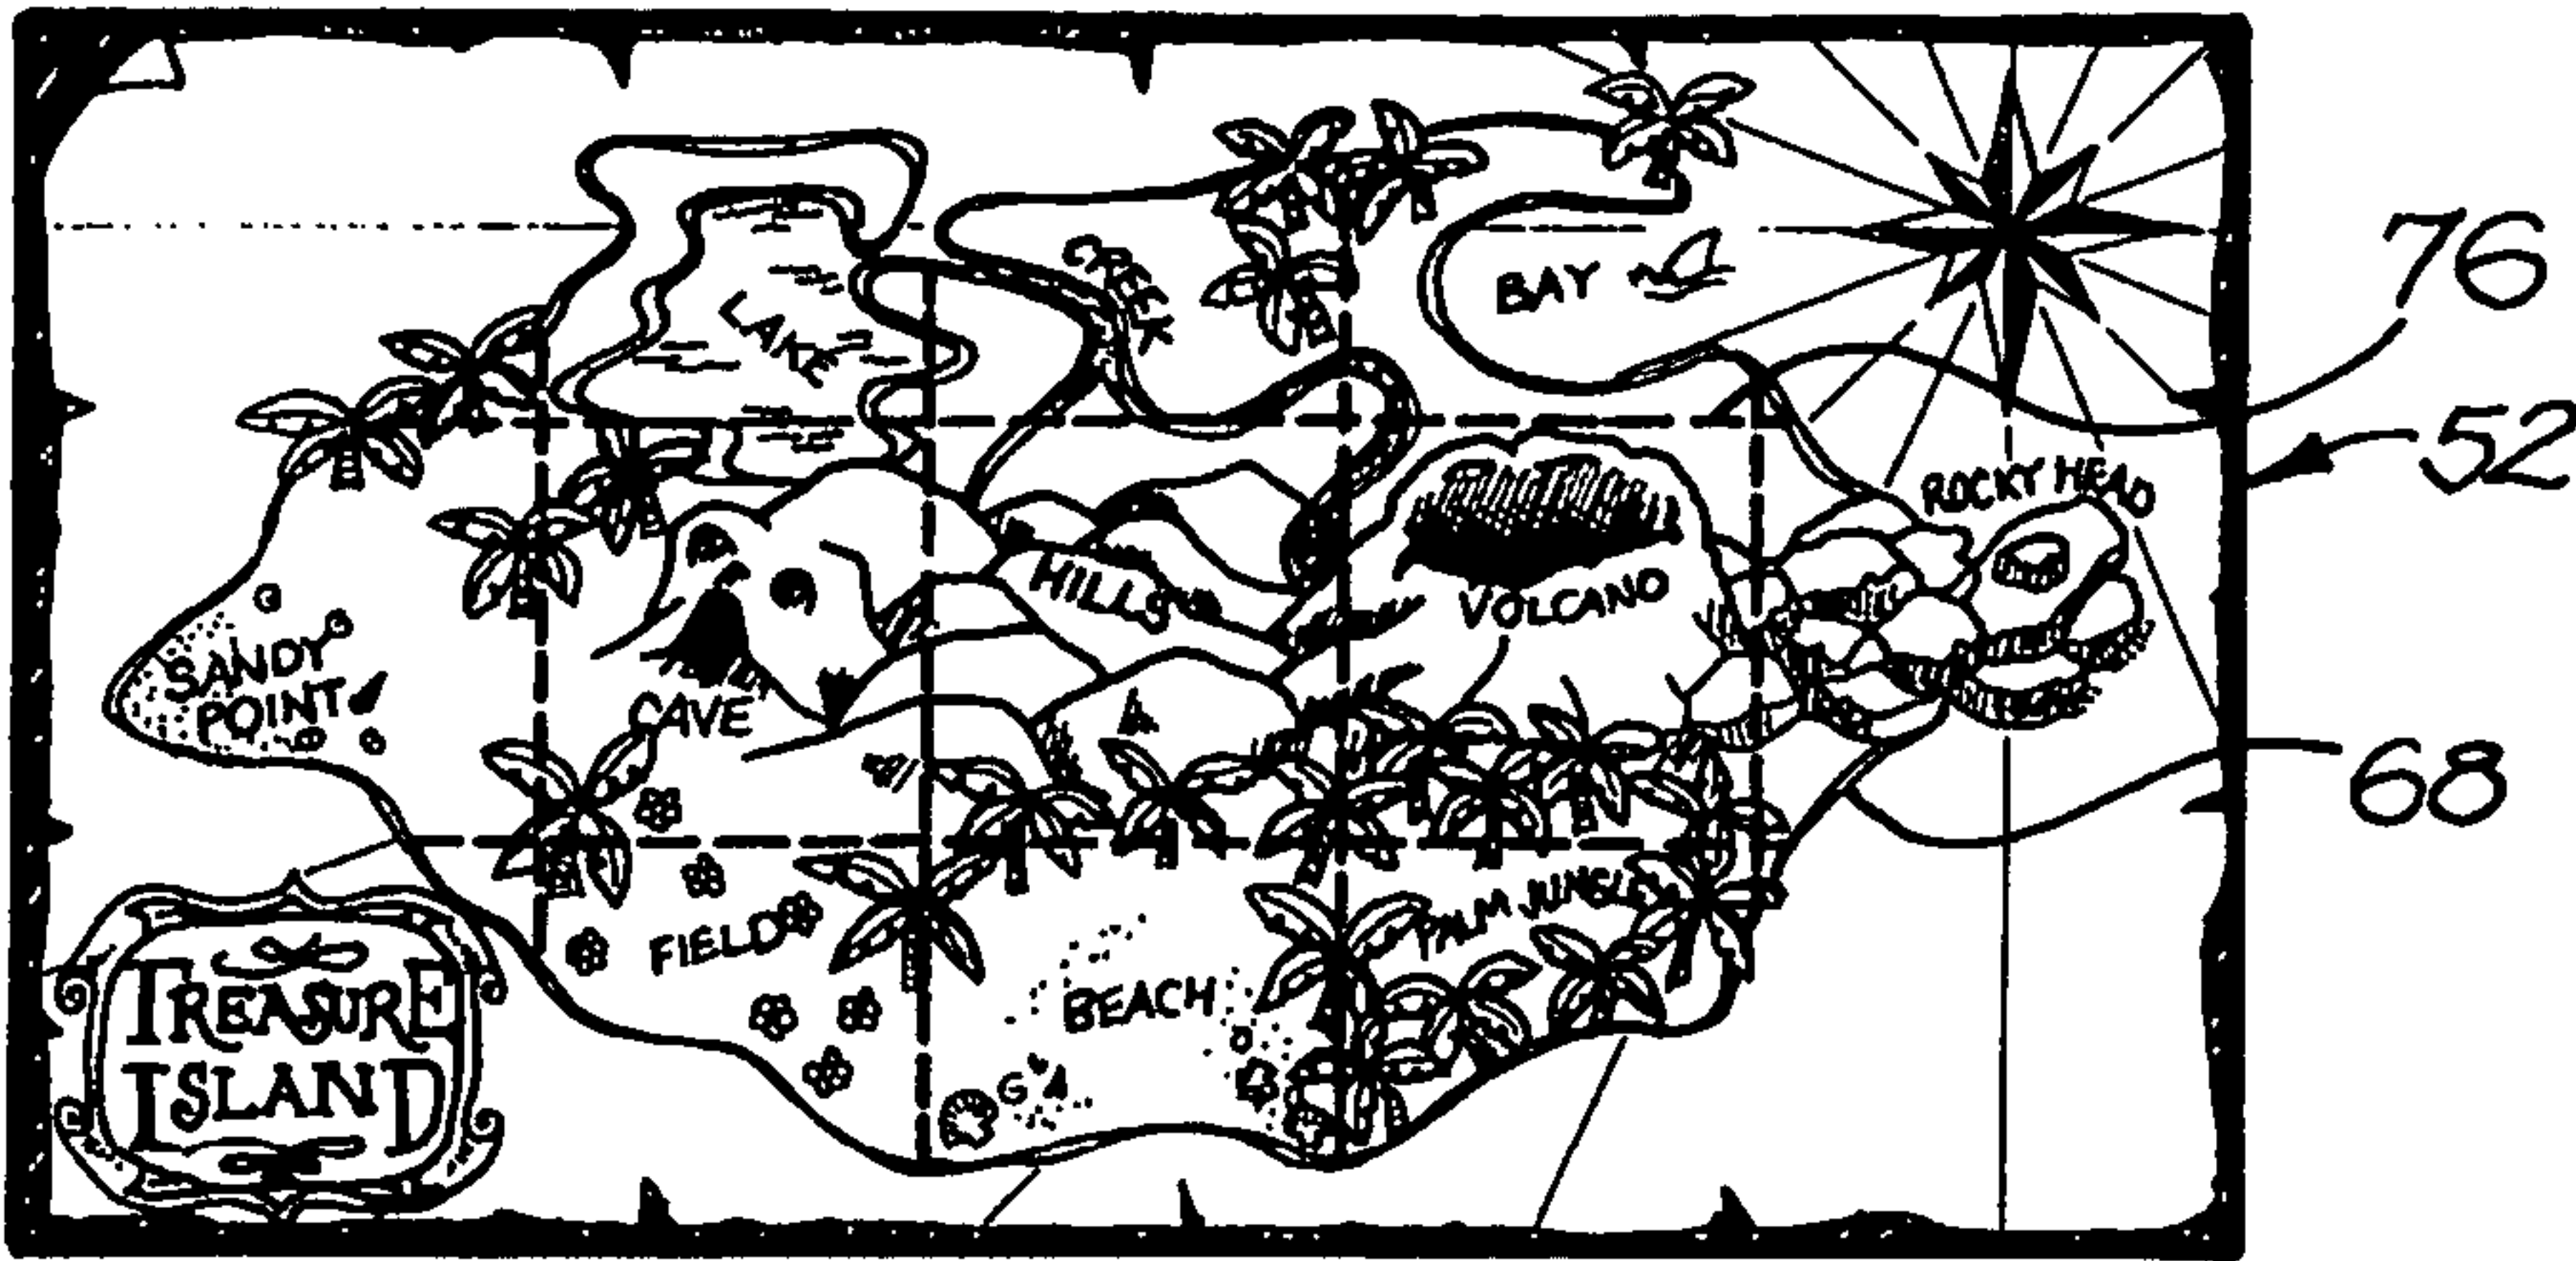 CREEK
BAY
76
LAKE
52
ROCKY HEAD
HILLS
VOLCANO
SANDY
POINT
CAVE
68
PALM JUNGLE
FIELD
BEACH
TREASURE
ISLAND